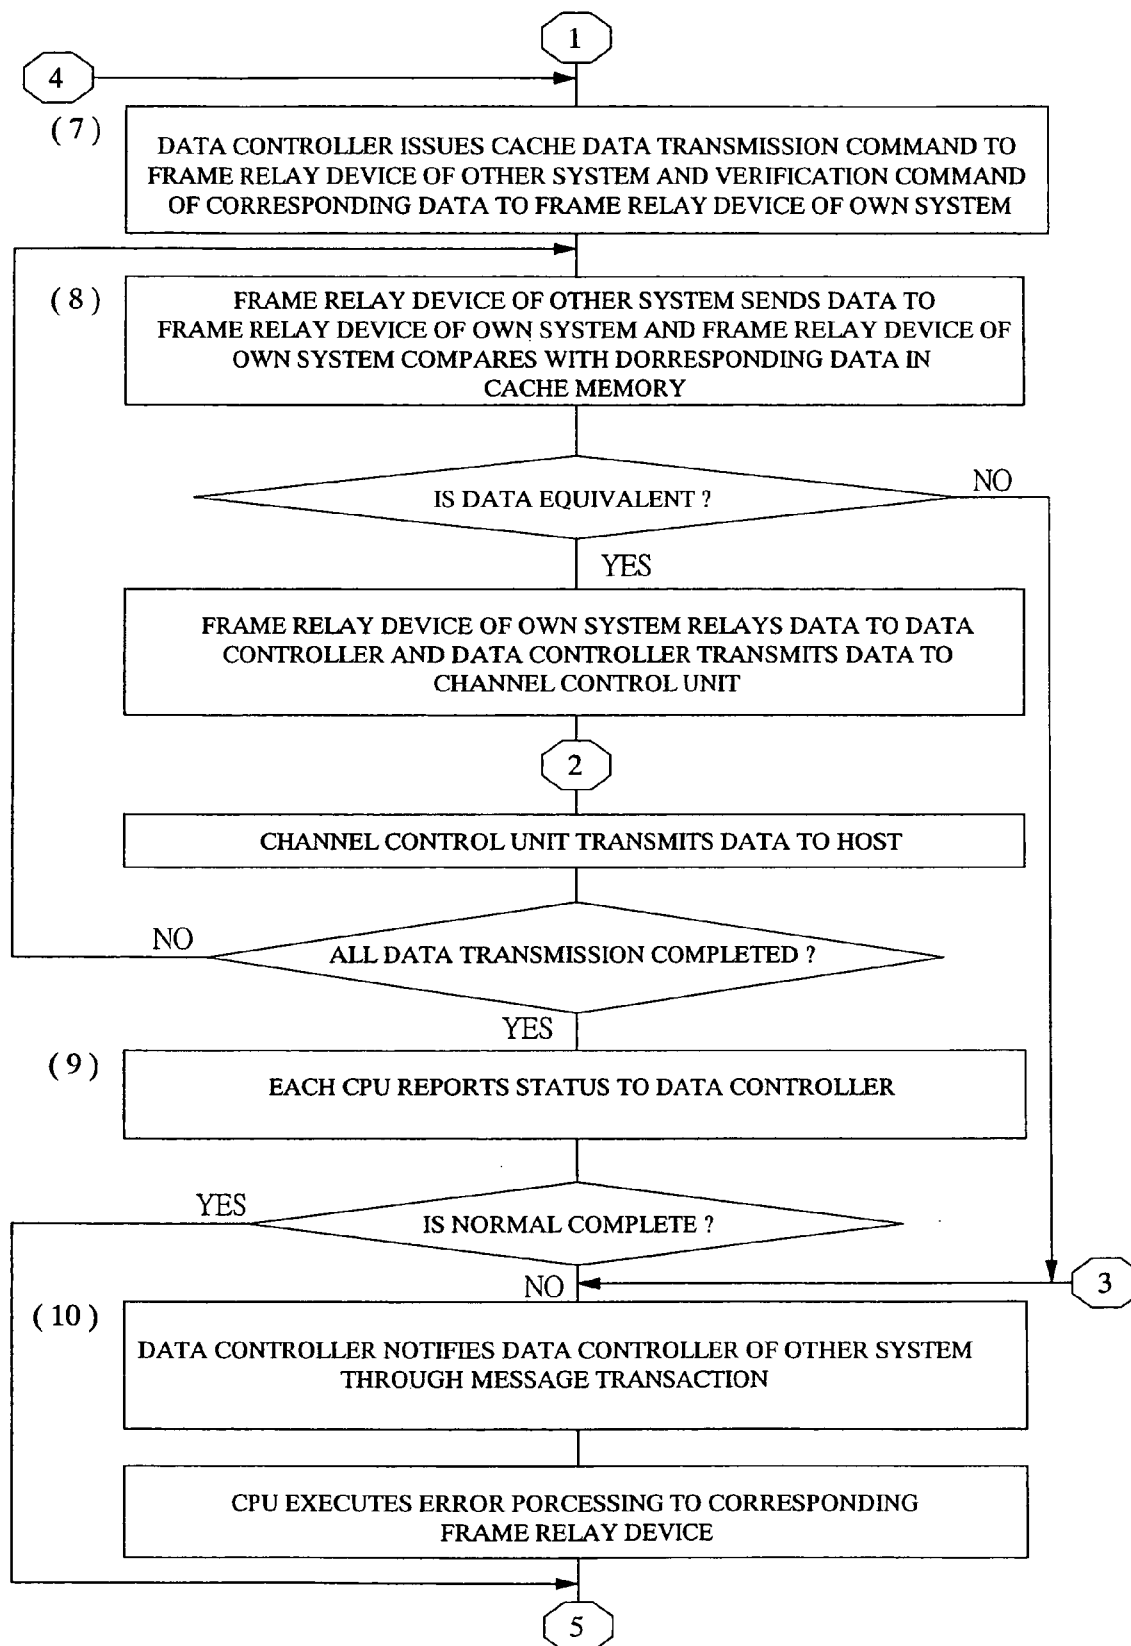 1
4
(7)
DATA CONTROLLER ISSUES CACHE DATA TRANSMISSION COMMAND TO
FRAME RELAY DEVICE OF OTHER SYSTEM AND VERIFICATION COMMAND
OF CORRESPONDING DATA TO FRAME RELAY DEVICE OF OWN SYSTEM
(8)
FRAME RELAY DEVICE OF OTHER SYSTEM SENDS DATA TO
FRAME RELAY DEVICE OF OWN SYSTEM AND FRAME RELAY DEVICE OF
OWN SYSTEM COMPARES WITH DORRESPONDING DATA IN
CACHE MEMORY
IS DATA EQUIVALENT ?
NO
YES
FRAME RELAY DEVICE OF OWN SYSTEM RELAYS DATA TO DATA
CONTROLLER AND DATA CONTROLLER TRANSMITS DATA TO
CHANNEL CONTROL UNIT
2
CHANNEL CONTROL UNIT TRANSMITS DATA TO HOST
NO
ALL DATA TRANSMISSION COMPLETED ?
YES
(9)
EACH CPU REPORTS STATUS TO DATA CONTROLLER
YES
IS NORMAL COMPLETE ?
NO
3
(10)
DATA CONTROLLER NOTIFIES DATA CONTROLLER OF OTHER SYSTEM
THROUGH MESSAGE TRANSACTION
CPU EXECUTES ERROR PORCESSING TO CORRESPONDING
FRAME RELAY DEVICE
5